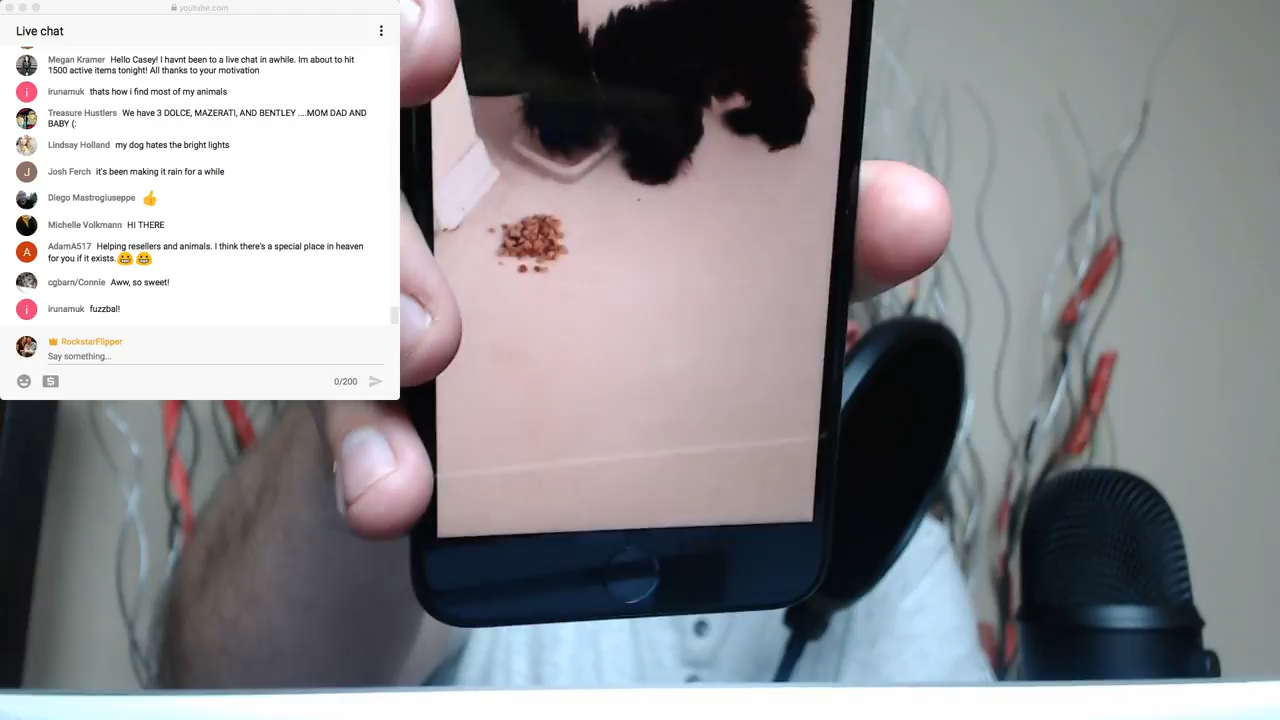 youtube.com
Live chat
Megan Kramer Hello Casey! I havnt been to a live chat in awhile. Im about to hit
1500 active items tonight! All thanks to your motivation
irunamuk thats how i find most of my animals
Treasure Hustlers We have 3 DOLCE, MAZERATI, AND BENTLEY ....MOM DAD AND
BABY (:
Lindsay Hoiland my dog hates the bright lights
J Josh Ferch it's been making it rain for a while
Diego Mastrogiuseppe 👍
Michelle Volkmann HI THERE
A AdamA517 Helping resellers and animals. I think there's a special place in heaven
for you if it exists.😀😀
cgbarn/Connie Aww, so sweet!
i irunamuk fuzzbal!
RockstarFlipper
Say something...
0/200